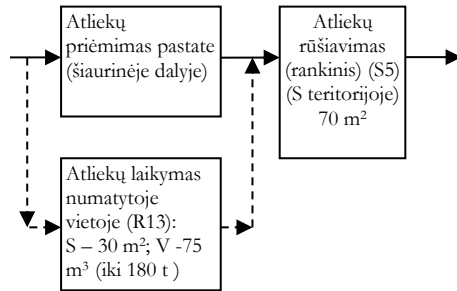 Atliekų
priėmimas pastate
(šiaurinėje dalyje)
Atliekų
rūšiavimas
(rankinis) (S5)
(S teritorijoje)
70 m²
Atliekų laikymas
numatytoje
vietoje (R13):
S – 30 m²; V -75
m³ (iki 180 t )